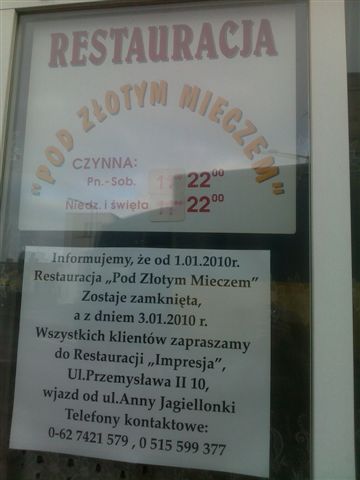 RESTAURACJA
"POD ZŁOTYM MIECZEM"
CZYNNA:
Pn.-Sob. 22⁰⁰
Niedz. i święta 22⁰⁰
Informujemy, że od 1.01.2010r.
Restauracja „Pod Złotym Mieczem”
Zostaje zamknięta,
a z dniem 3.01.2010 r.
Wszystkich klientów zapraszamy
do Restauracji „Impresja”,
Ul.Przemysława II 10,
wjazd od ul.Anny Jagiellonki
Telefony kontaktowe:
0-62 7421 579 , 0 515 599 377